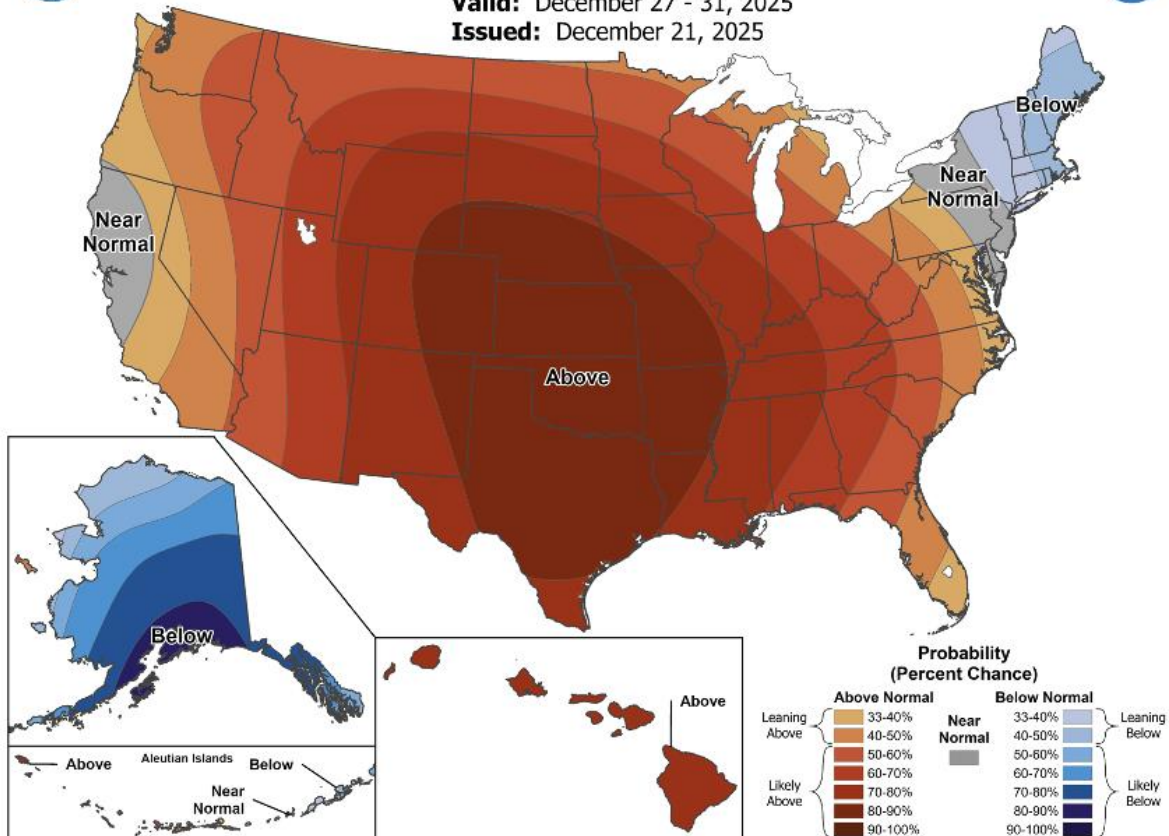 Valid: December 27 - 31, 2025
Issued: December 21, 2025
Below
Near
Normal
Near
Normal
Above
Below
Above
Above
Aleutian Islands
Below
Near
Normal
Probability
(Percent Chance)
Above Normal
Below Normal
Leaning
Above
33-40%
40-50%
Near
Normal
33-40%
40-50%
Leaning
Below
Likely
Above
50-60%
60-70%
70-80%
80-90%
90-100%
50-60%
60-70%
70-80%
80-90%
90-100%
Likely
Below